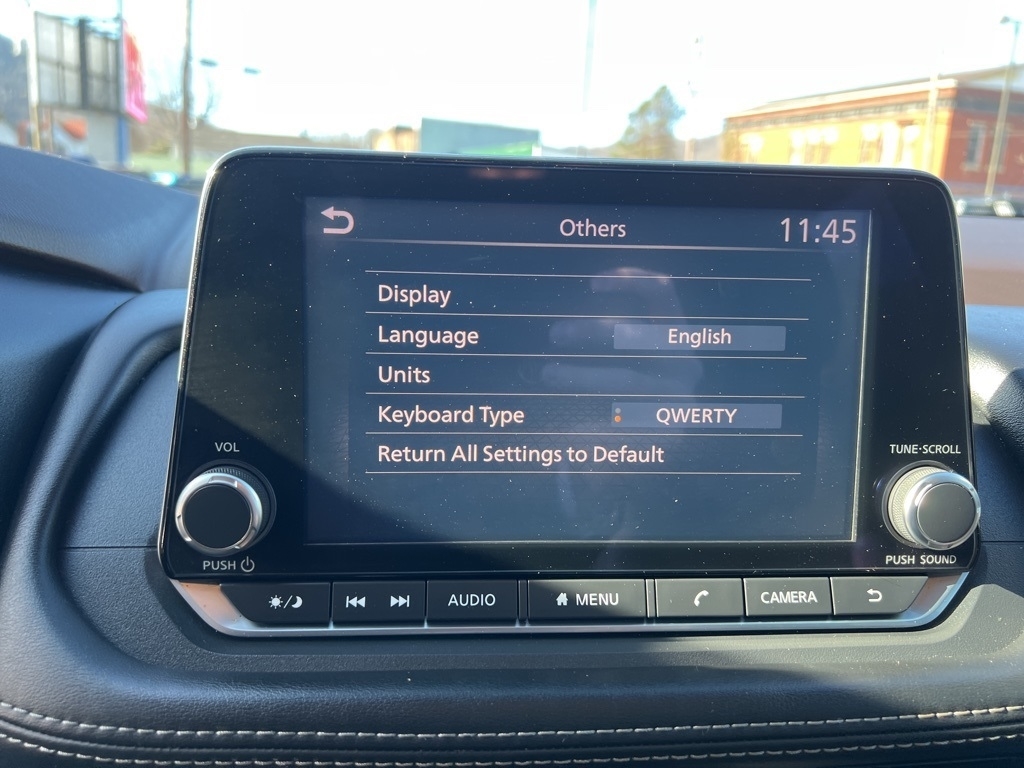 Others 11:45
Display
Language English
Units
Keyboard Type QWERTY
Return All Settings to Default
VOL
TUNE·SCROLL
PUSH
PUSH SOUND
AUDIO MENU CAMERA